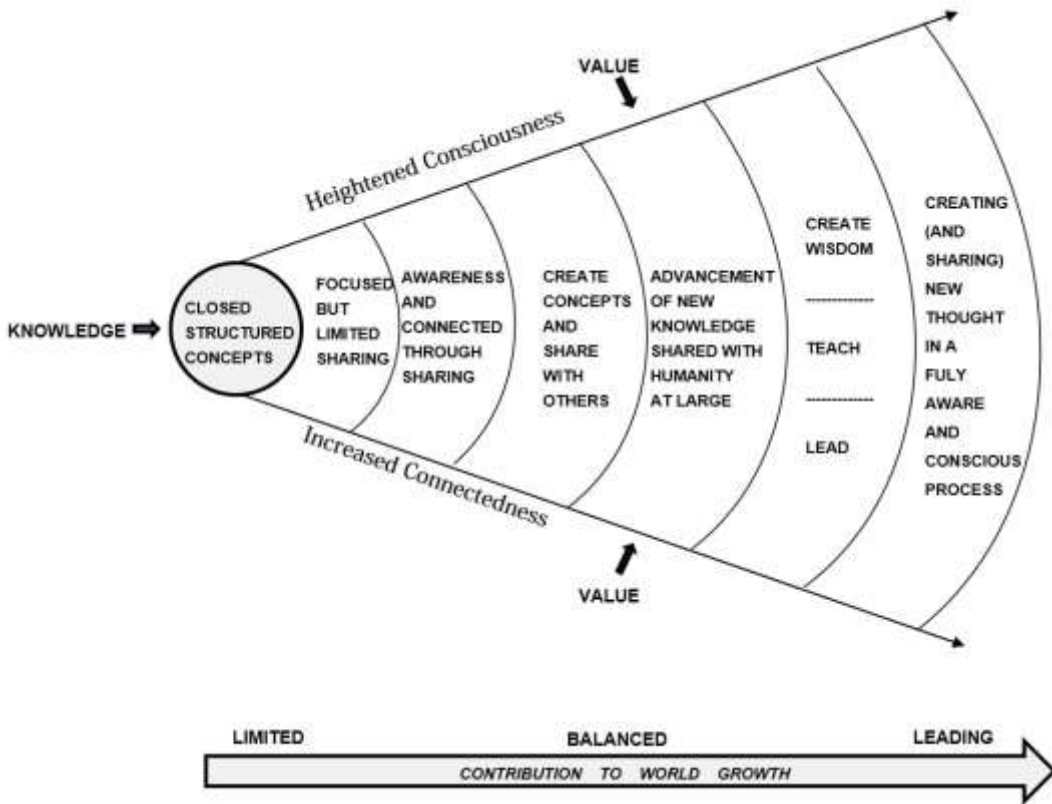 VALUE
Heightened Consciousness
KNOWLEDGE
CLOSED
STRUCTURED
CONCEPTS
FOCUSED
BUT
LIMITED
SHARING
AWARENESS
AND
CONNECTED
THROUGH
SHARING
CREATE
CONCEPTS
AND
SHARE
WITH
OTHERS
ADVANCEMENT
OF NEW
KNOWLEDGE
SHARED WITH
HUMANITY
AT LARGE
CREATE
WISDOM
-------------
TEACH
-------------
LEAD
CREATING
(AND
SHARING)
NEW
THOUGHT
IN A
FULY
AWARE
AND
CONSCIOUS
PROCESS
Increased Connectedness
VALUE
LIMITED
BALANCED
LEADING
CONTRIBUTION TO WORLD GROWTH